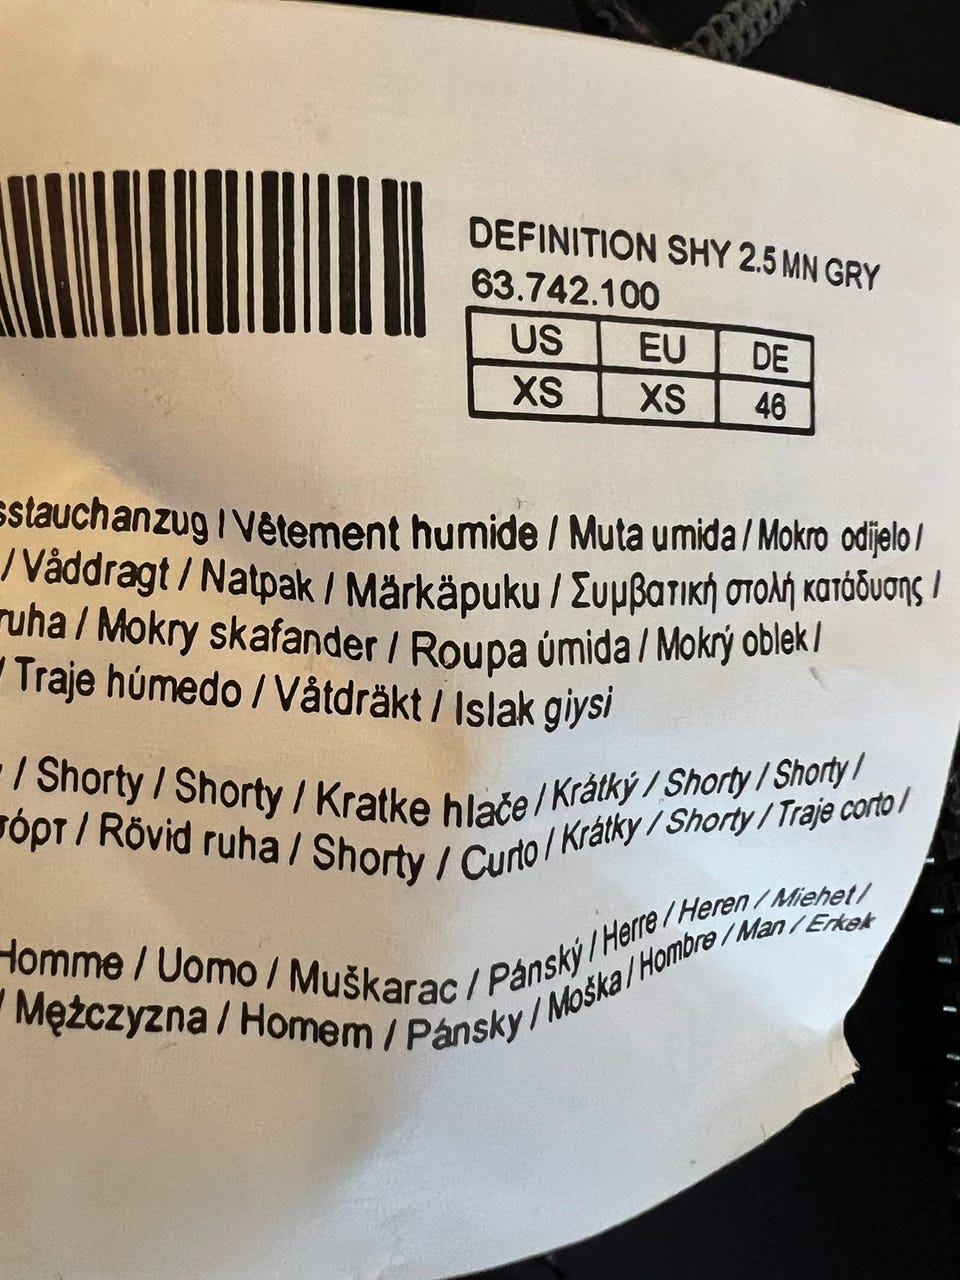 DEFINITION SHY 2.5 MN GRY
63.742.100
US EU DE
XS XS 46
sstauchanzug / Vêtement humide / Muta umida / Mokro odijelo /
/ Våddragt / Natpak / Märkäpuku / Συμβατική στολή κατάδυσης /
ruha / Mokry skafander / Roupa úmida / Mokrý oblek /
/ Traje húmedo / Våtdräkt / Islak giysi
/ Shorty / Shorty / Kratke hlače / Krátký / Shorty / Shorty /
τόρτ / Rövid ruha / Shorty / Curto / Krátky / Shorty / Traje corto /
Homme / Uomo / Muškarac / Pánský / Herre / Heren / Miehet /
/ Mężczyzna / Homem / Pánsky / Moška / Hombre / Man / Erkek